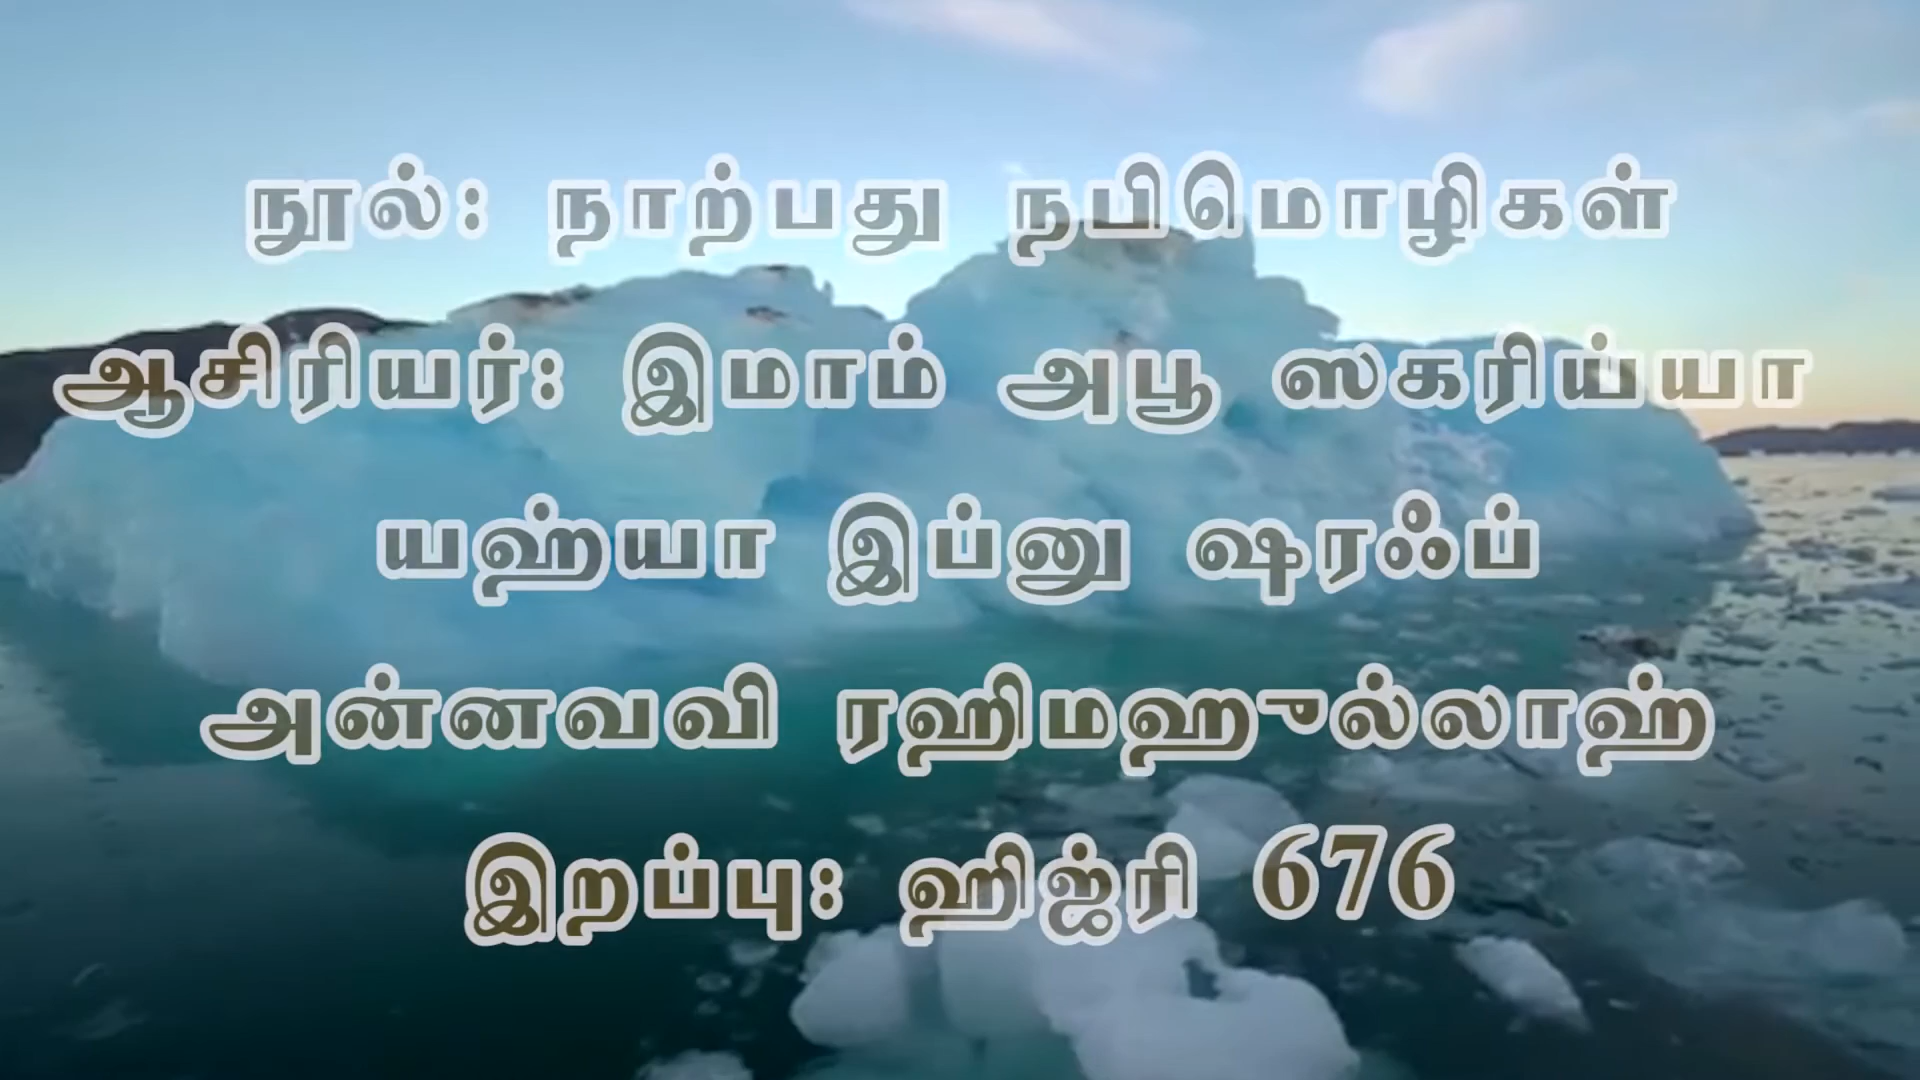 நூல்: நாற்பது நபிமொழிகள்
ஆசிரியர்: இமாம் அபூ ஸகரிய்யா
யஹ்யா இப்னு ஷரஃப்
அன்னவவி ரஹிமஹுல்லாஹ்
இறப்பு: ஹிஜ்ரி 676